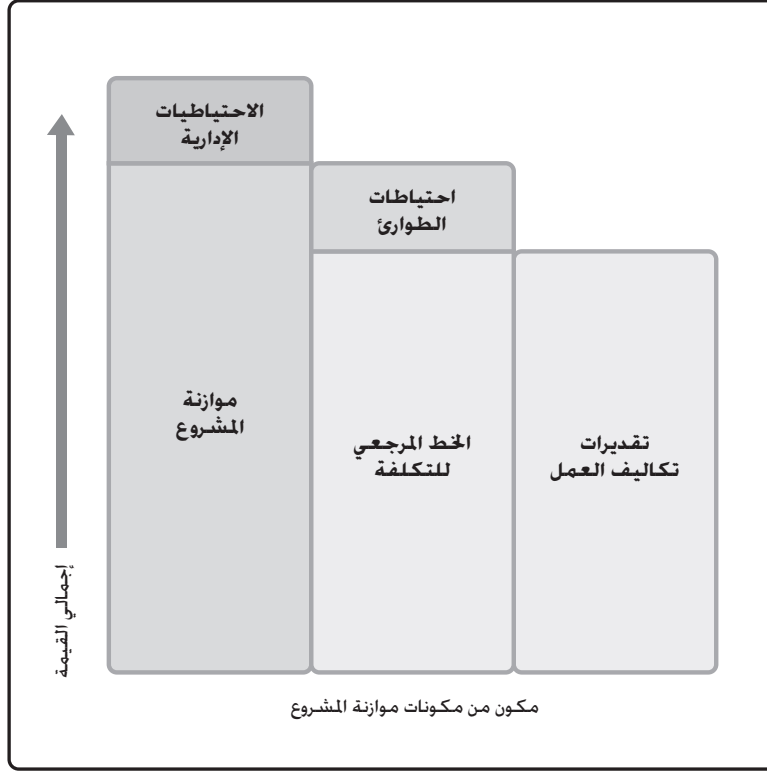 الاحتياطيات
الإدارية
احتياطات
الطوارئ
موازنة
المشروع
الخط المرجعي
للتكلفة
تقديرات
تكاليف العمل
إجمالي القيمة
مكون من مكونات موازنة المشروع